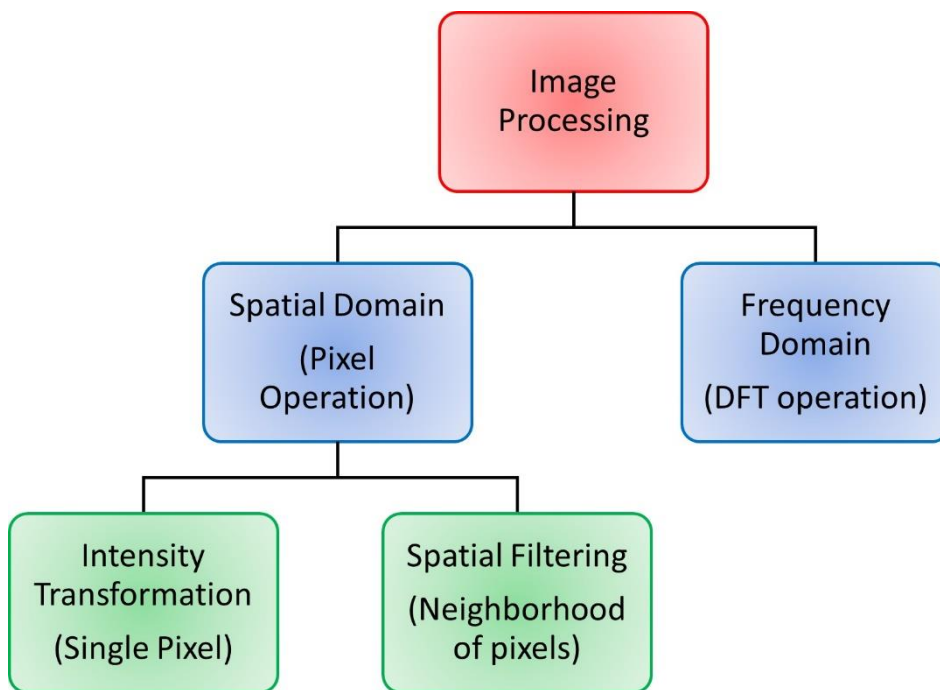 Image
Processing
Spatial Domain
(Pixel
Operation)
Frequency
Domain
(DFT operation)
Intensity
Transformation
(Single Pixel)
Spatial Filtering
(Neighborhood
of pixels)